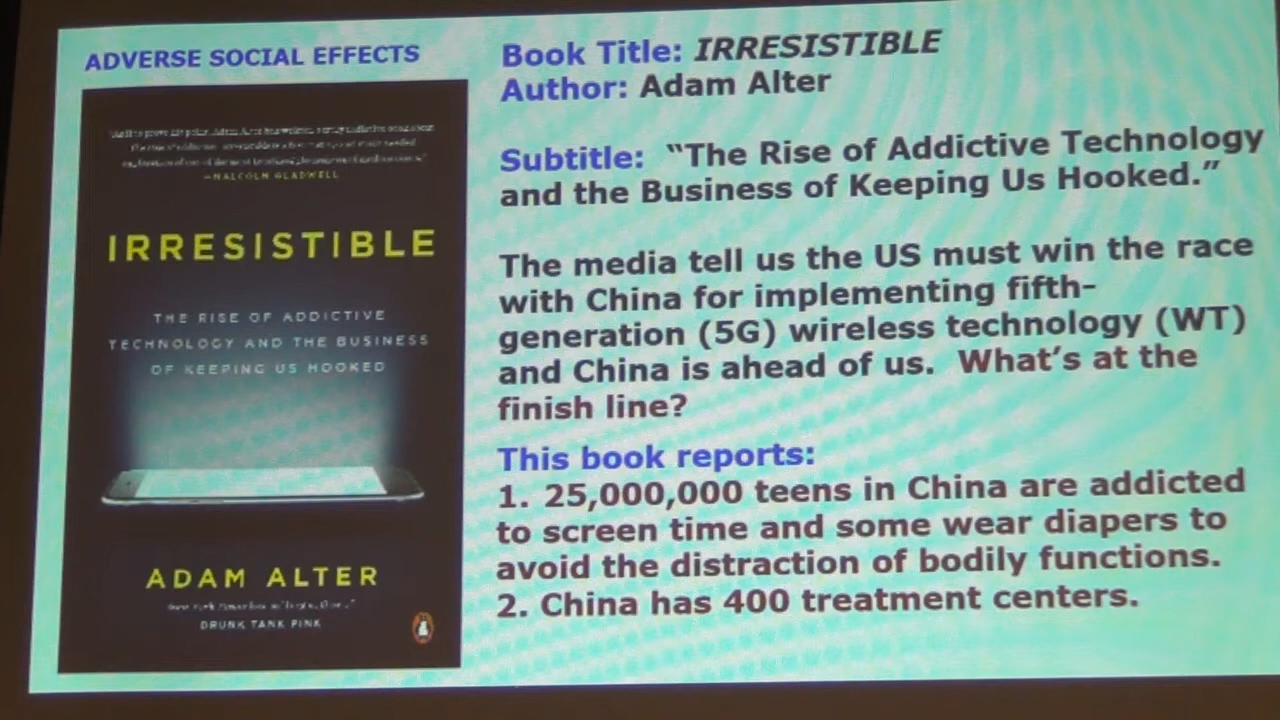 ADVERSE SOCIAL EFFECTS
—MALCOLM GLADWELL
IRRESISTIBLE
THE RISE OF ADDICTIVE
TECHNOLOGY AND THE BUSINESS
OF KEEPING US HOOKED
ADAM ALTER
DRUNK TANK PINK
Book Title: IRRESISTIBLE
Author: Adam Alter
Subtitle: “The Rise of Addictive Technology
and the Business of Keeping Us Hooked.”
The media tell us the US must win the race
with China for implementing fifth-
generation (5G) wireless technology (WT)
and China is ahead of us. What’s at the
finish line?
This book reports:
1. 25,000,000 teens in China are addicted
to screen time and some wear diapers to
avoid the distraction of bodily functions.
2. China has 400 treatment centers.